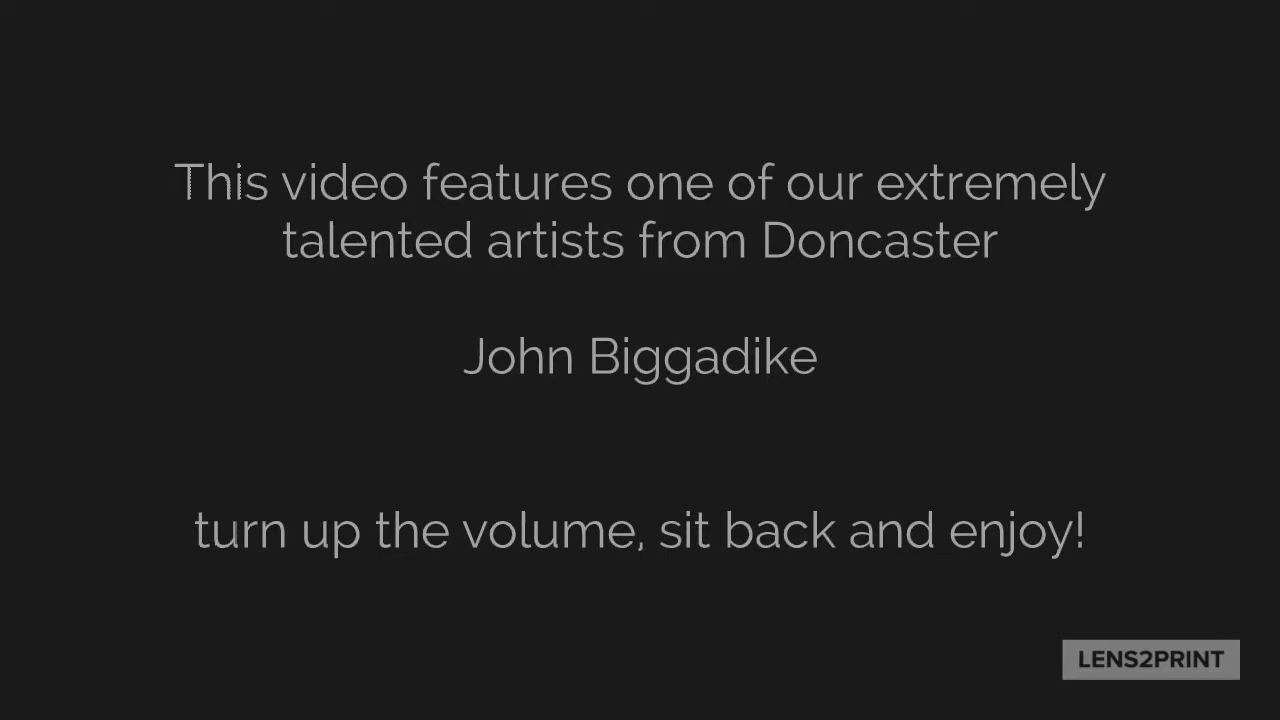 This video features one of our extremely
talented artists from Doncaster
John Biggadike
turn up the volume, sit back and enjoy!
LENS2PRINT